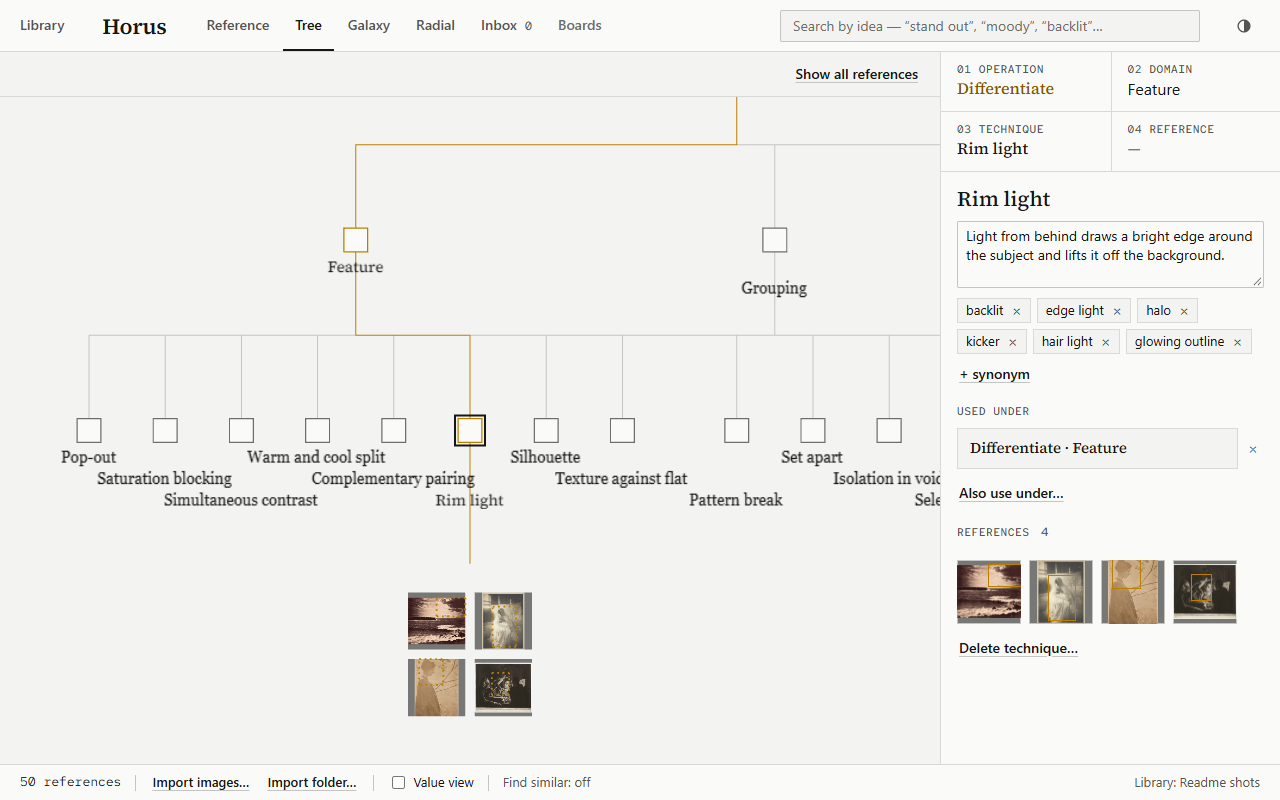 Library Horus Reference Tree Galaxy Radial Inbox 0 Boards
Search by idea — “stand out”, “moody”, “backlit”…
Show all references
01 OPERATION
Differentiate
02 DOMAIN
Feature
03 TECHNIQUE
Rim light
04 REFERENCE
—
Feature
Grouping
Pop-out
Saturation blocking
Simultaneous contrast
Warm and cool split
Complementary pairing
Rim light
Silhouette
Texture against flat
Pattern break
Set apart
Isolation in void
Sele
Rim light
Light from behind draws a bright edge around
the subject and lifts it off the background.
backlit × edge light × halo ×
kicker × hair light × glowing outline ×
+ synonym
USED UNDER
Differentiate · Feature ×
Also use under…
REFERENCES 4
Delete technique…
50 references Import images… Import folder… Value view Find similar: off Library: Readme shots